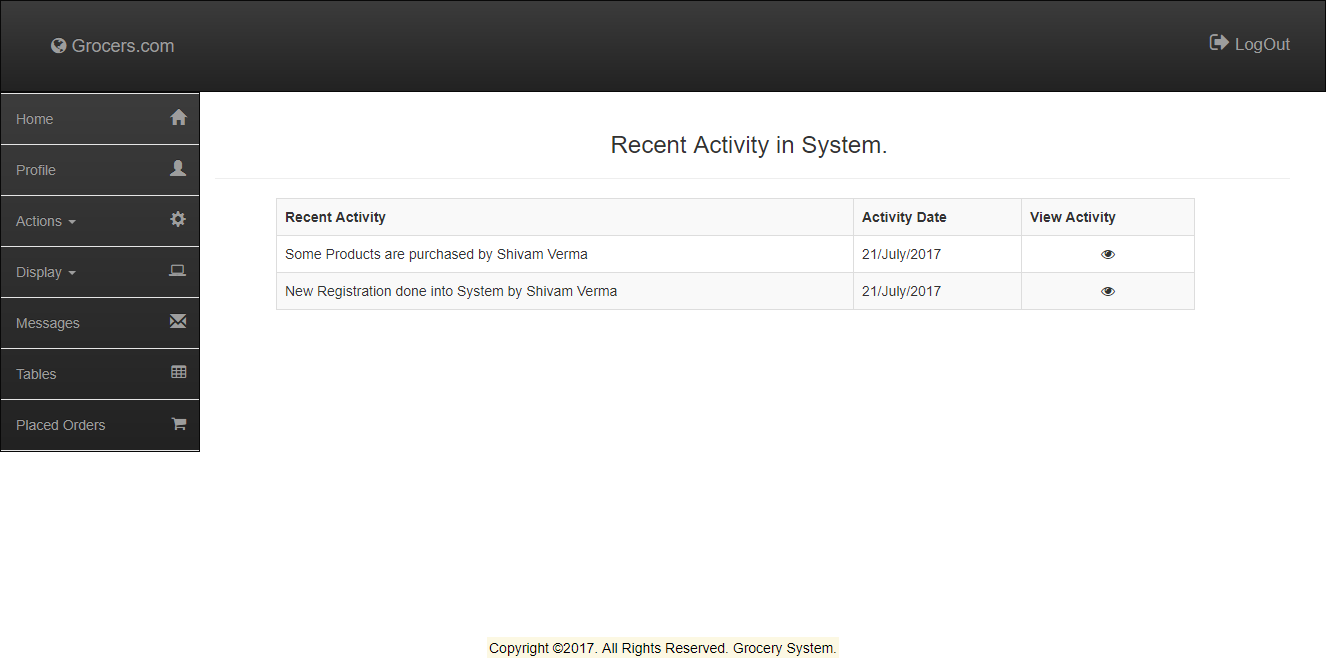 Grocers.com
LogOut
Home
Profile
Actions
Display
Messages
Tables
Placed Orders
Recent Activity in System.
Recent Activity Activity Date View Activity
Some Products are purchased by Shivam Verma 21/July/2017
New Registration done into System by Shivam Verma 21/July/2017
Copyright ©2017. All Rights Reserved. Grocery System.